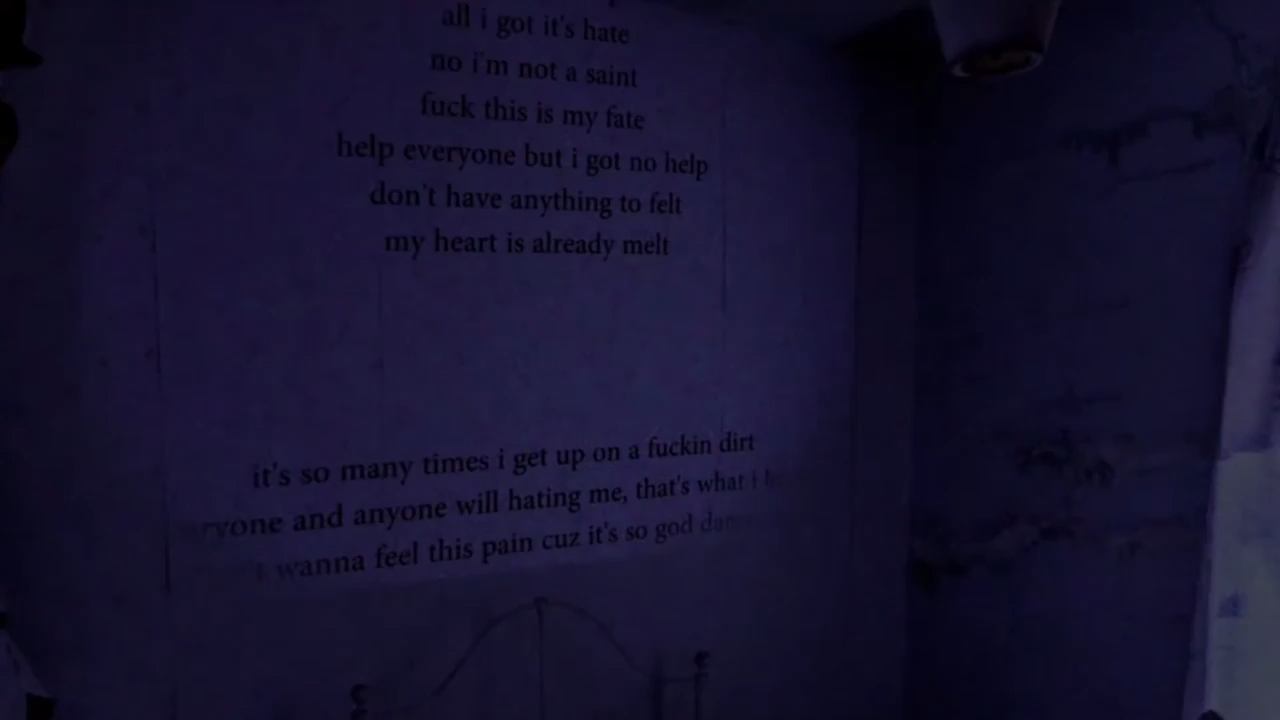 all i got it's hate
no i'm not a saint
fuck this is my fate
help everyone but i got no help
don't have anything to felt
my heart is already melt
it's so many times i get up on a fuckin dirt
and anyone will hating me, that's what i
wanna feel this pain cuz it's so god